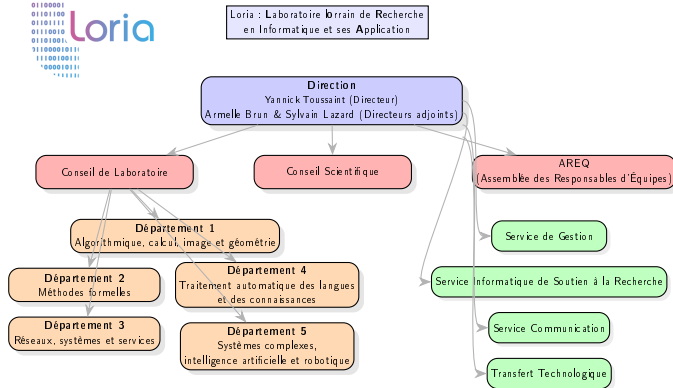 Loria
Loria : Laboratoire lorrain de Recherche
en Informatique et ses Application
Direction
Yannick Toussaint (Directeur)
Armelle Brun & Sylvain Lazard (Directeurs adjoints)
Conseil de Laboratoire
Conseil Scientifique
AREQ
(Assemblée des Responsables d'Équipes)
Département 1
Algorithmique, calcul, image et géométrie
Département 2
Méthodes formelles
Département 3
Réseaux, systèmes et services
Département 4
Traitement automatique des langues
et des connaissances
Département 5
Systèmes complexes,
intelligence artificielle et robotique
Service de Gestion
Service Informatique de Soutien à la Recherche
Service Communication
Transfert Technologique